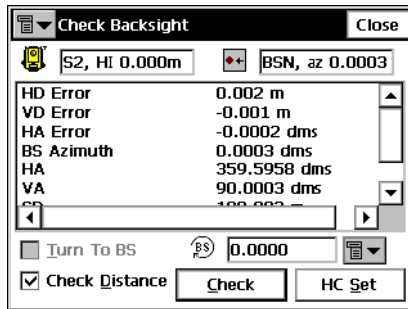 Check Backsight Close
S2, HI 0.000m BSN, az 0.0003
HD Error 0.002 m
VD Error -0.001 m
HA Error -0.0002 dms
BS Azimuth 0.0003 dms
HA 359.5958 dms
VA 90.0003 dms
Turn To BS BS 0.0000
Check Distance Check HC Set